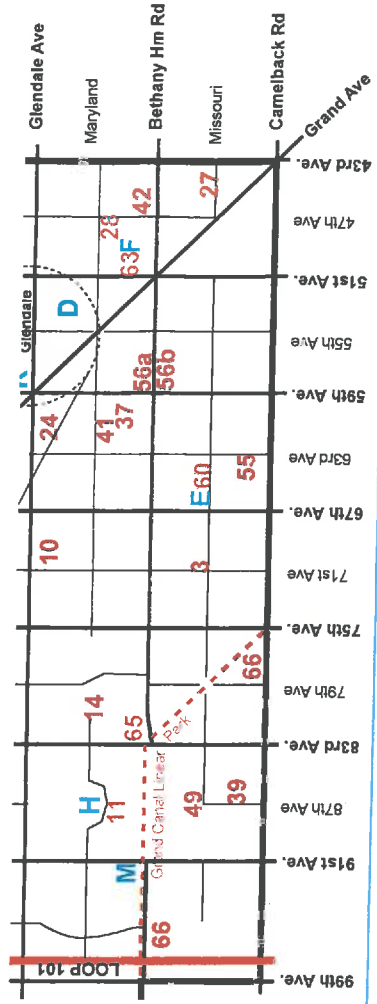 Glendale Ave
Maryland
Bethany Hm Rd
Missouri
Camelback Rd
Grand Ave
43rd Ave.
47th Ave
51st Ave.
55th Ave
59th Ave.
63rd Ave
67th Ave.
71st Ave
75th Ave.
79th Ave
83rd Ave.
87th Ave
91st Ave.
99th Ave.
Glendale
D
28
42
27
63
F
56a
56b
24
41
37
E
60
55
10
3
14
65
66
Grand Canal Linear Park
H
11
49
39
M
66
LOOP 101